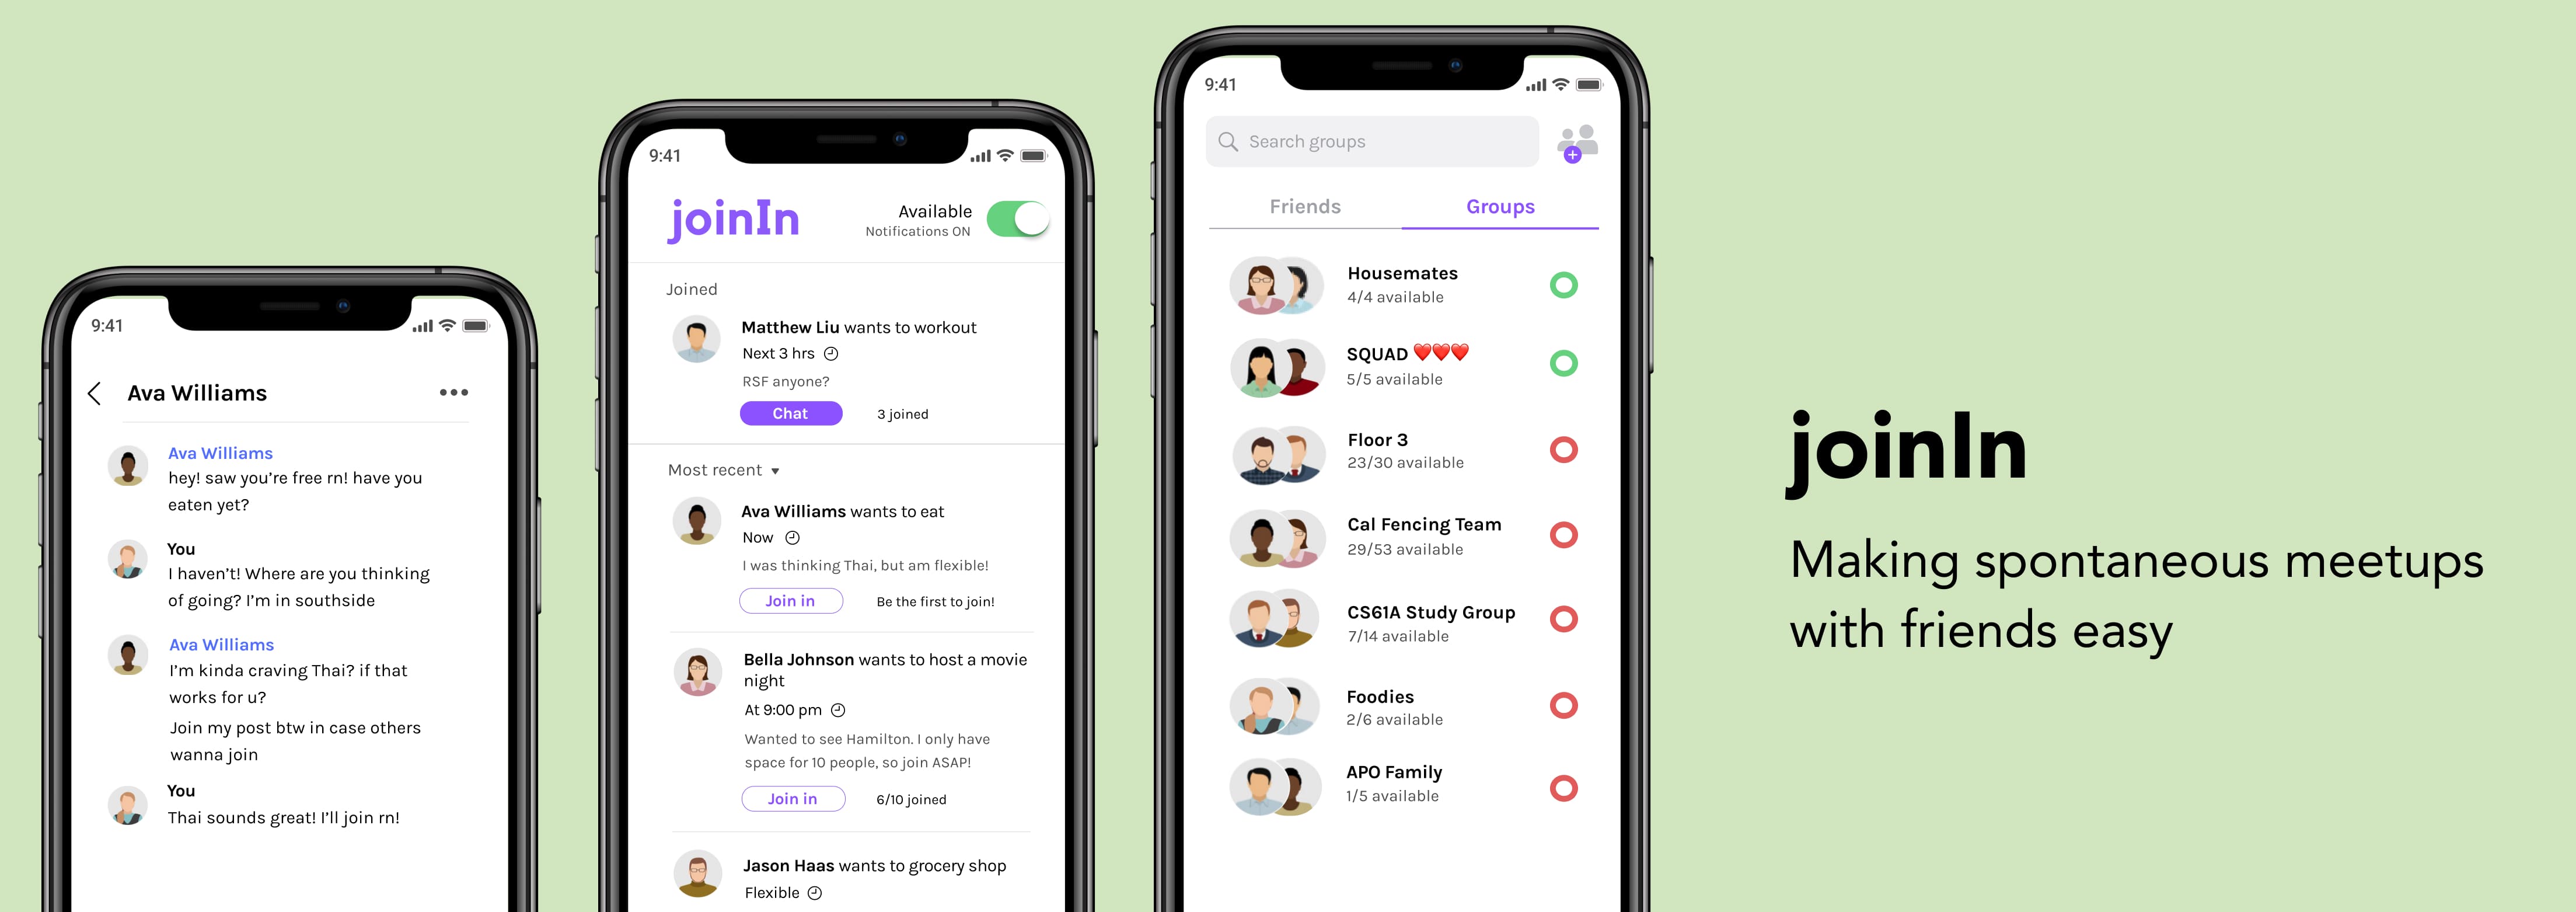 9:41
Ava Williams
Ava Williams
hey! saw you’re free rn! have you
eaten yet?
You
I haven’t! Where are you thinking
of going? I’m in southside
Ava Williams
I’m kinda craving Thai? if that
works for u?
Join my post btw in case others
wanna join
You
Thai sounds great! I’ll join rn!
9:41
joinIn
Available
Notifications ON
Joined
Matthew Liu wants to workout
Next 3 hrs
RSF anyone?
Chat 3 joined
Most recent ▾
Ava Williams wants to eat
Now
I was thinking Thai, but am flexible!
Join in Be the first to join!
Bella Johnson wants to host a movie
night
At 9:00 pm
Wanted to see Hamilton. I only have
space for 10 people, so join ASAP!
Join in 6/10 joined
Jason Haas wants to grocery shop
Flexible
9:41
Search groups
Friends Groups
Housemates
4/4 available
SQUAD ❤️❤️❤️
5/5 available
Floor 3
23/30 available
Cal Fencing Team
29/53 available
CS61A Study Group
7/14 available
Foodies
2/6 available
APO Family
1/5 available
joinIn
Making spontaneous meetups
with friends easy